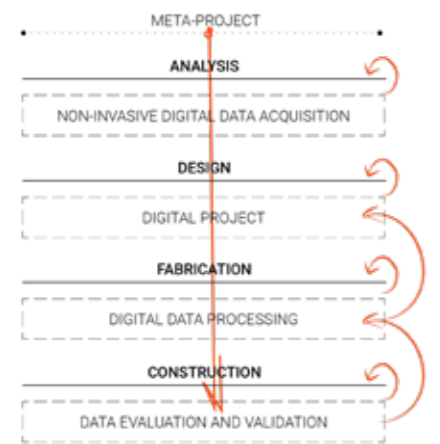 META-PROJECT
ANALYSIS
NON-INVASIVE DIGITAL DATA ACQUISITION
DESIGN
DIGITAL PROJECT
FABRICATION
DIGITAL DATA PROCESSING
CONSTRUCTION
DATA EVALUATION AND VALIDATION